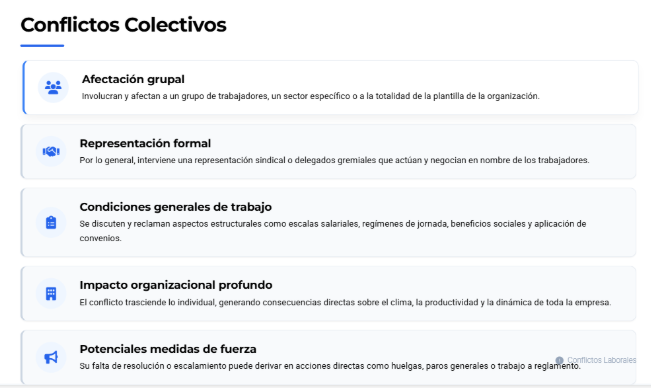 Conflictos Colectivos
Afectación grupal
Involucran y afectan a un grupo de trabajadores, un sector específico o a la totalidad de la plantilla de la organización.
Representación formal
Por lo general, interviene una representación sindical o delegados gremiales que actúan y negocian en nombre de los trabajadores.
Condiciones generales de trabajo
Se discuten y reclaman aspectos estructurales como escalas salariales, regímenes de jornada, beneficios sociales y aplicación de
convenios.
Impacto organizacional profundo
El conflicto trasciende lo individual, generando consecuencias directas sobre el clima, la productividad y la dinámica de toda la empresa.
Potenciales medidas de fuerza
Conflictos Laborales
Su falta de resolución o escalamiento puede derivar en acciones directas como huelgas, paros generales o trabajo a reglamento.